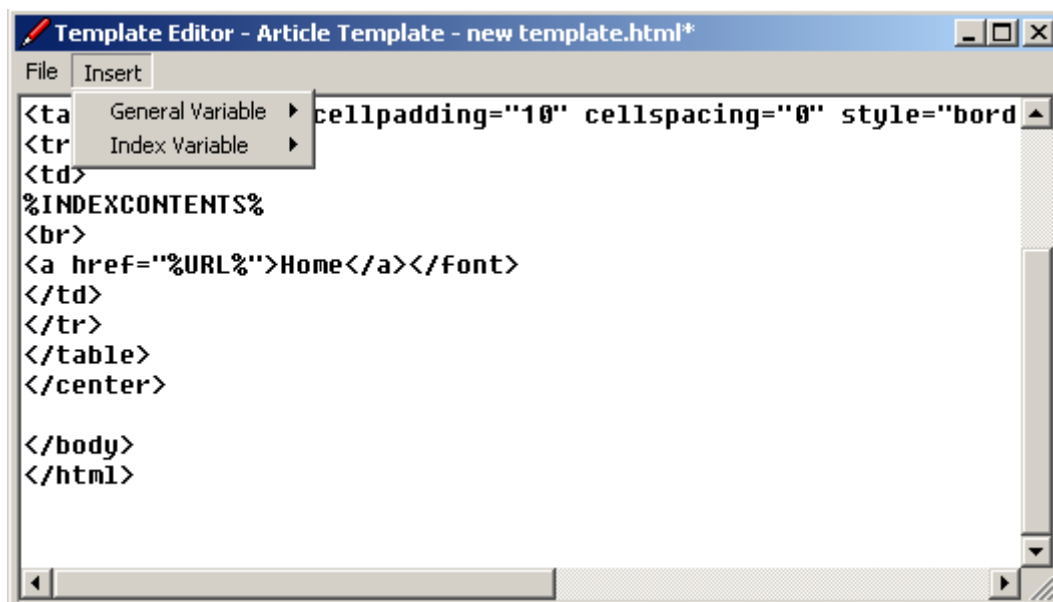 Template Editor - Article Template - new template.html*
File Insert
General Variable
Index Variable
<ta cellpadding="10" cellspacing="0" style="bord
<tr
<td>
%INDEXCONTENTS%
<br>
<a href="%URL%">Home</a></font>
</td>
</tr>
</table>
</center>
</body>
</html>